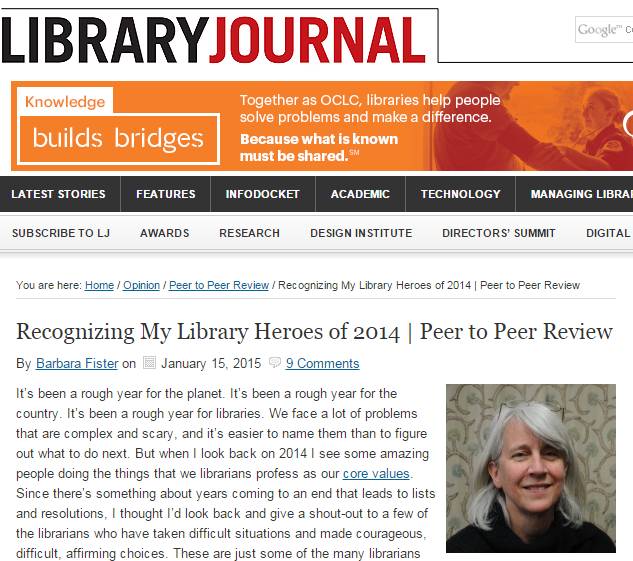 LIBRARYJOURNAL
Google™
Knowledge
builds bridges
Together as OCLC, libraries help people
solve problems and make a difference.
Because what is known
must be shared.℠
LATEST STORIES FEATURES INFODOCKET ACADEMIC TECHNOLOGY MANAGING LIBRAR
SUBSCRIBE TO LJ AWARDS RESEARCH DESIGN INSTITUTE DIRECTORS' SUMMIT DIGITAL
You are here: Home / Opinion / Peer to Peer Review / Recognizing My Library Heroes of 2014 | Peer to Peer Review
Recognizing My Library Heroes of 2014 | Peer to Peer Review
By Barbara Fister on January 15, 2015 9 Comments
It's been a rough year for the planet. It's been a rough year for the
country. It's been a rough year for libraries. We face a lot of problems
that are complex and scary, and it's easier to name them than to figure
out what to do next. But when I look back on 2014 I see some amazing
people doing the things that we librarians profess as our core values.
Since there's something about years coming to an end that leads to lists
and resolutions, I thought I'd look back and give a shout-out to a few of
the librarians who have taken difficult situations and made courageous,
difficult, affirming choices. These are just some of the many librarians